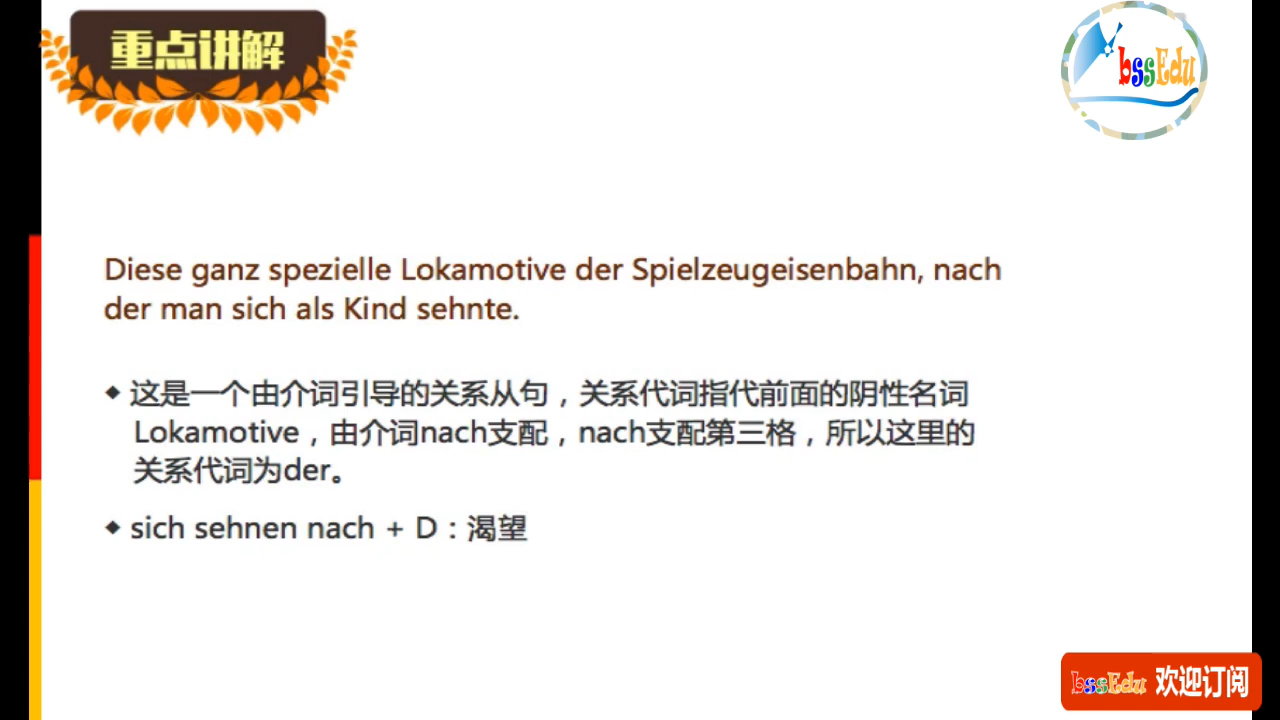 重点讲解
bssEdu
Diese ganz spezielle Lokamotive der Spielzeugeisenbahn, nach
der man sich als Kind sehnte.
◆ 这是一个由介词引导的关系从句，关系代词指代前面的阴性名词
Lokamotive，由介词nach支配，nach支配第三格，所以这里的
关系代词为der。
◆ sich sehnen nach + D：渴望
bssEdu 欢迎订阅